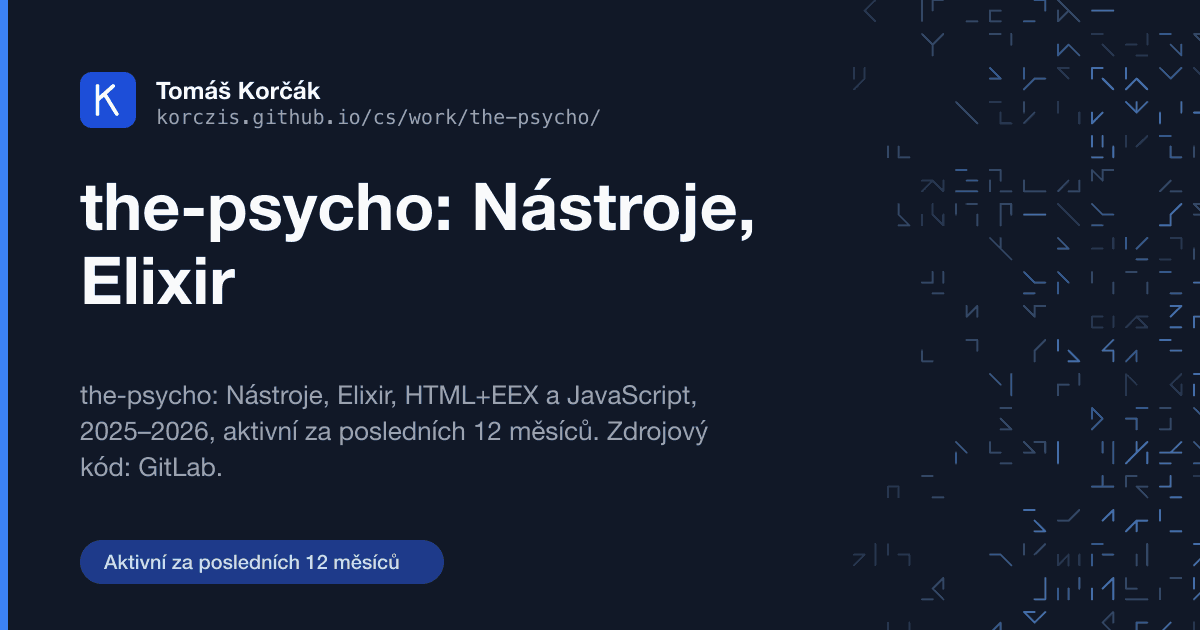 K
Tomáš Korčák
korczis.github.io/cs/work/the-psycho/
the-psycho: Nástroje,
Elixir
the-psycho: Nástroje, Elixir, HTML+EEX a JavaScript,
2025–2026, aktivní za posledních 12 měsíců. Zdrojový
kód: GitLab.
Aktivní za posledních 12 měsíců